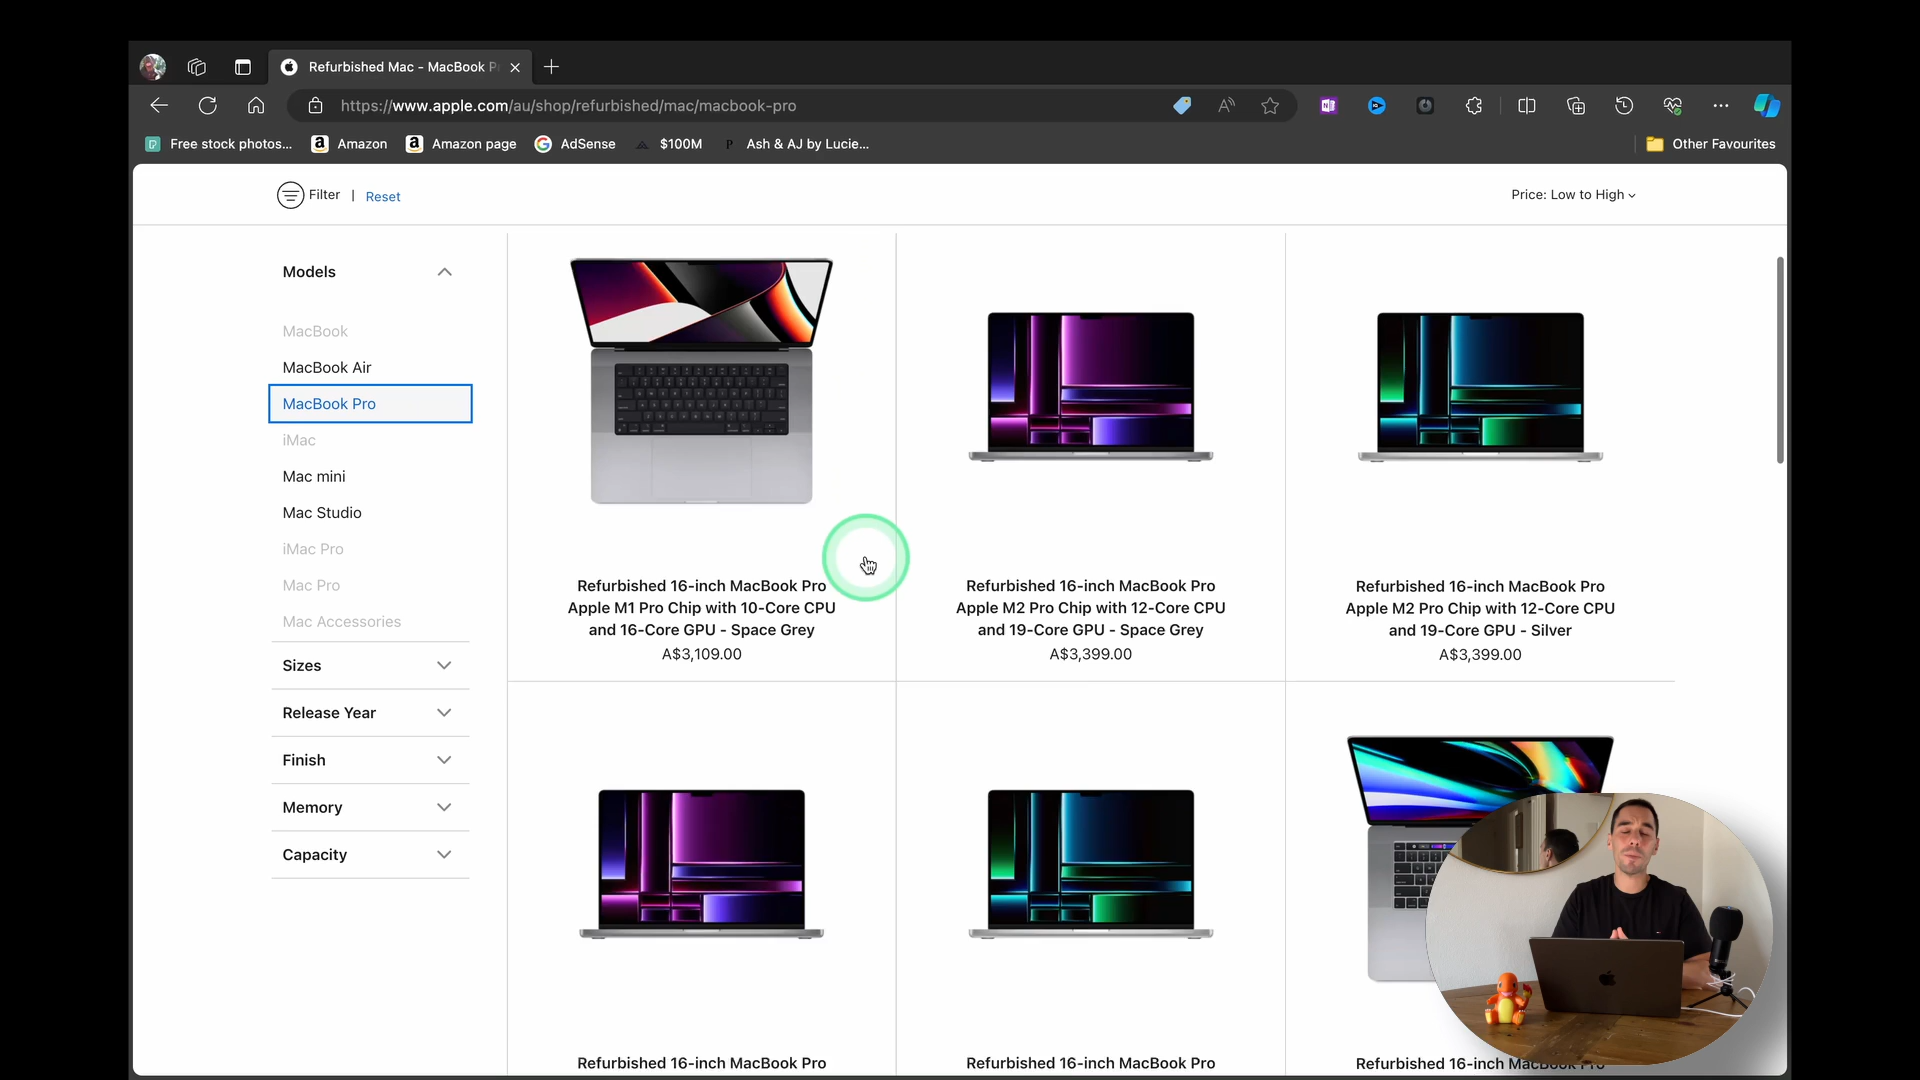 Refurbished Mac - MacBook P
https://www.apple.com/au/shop/refurbished/mac/macbook-pro
Free stock photos...
Amazon
Amazon page
AdSense
$100M
Ash & AJ by Lucie...
Other Favourites
Filter | Reset
Price: Low to High
Models
MacBook
MacBook Air
MacBook Pro
iMac
Mac mini
Mac Studio
iMac Pro
Mac Pro
Mac Accessories
Sizes
Release Year
Finish
Memory
Capacity
Refurbished 16-inch MacBook Pro
Apple M1 Pro Chip with 10-Core CPU
and 16-Core GPU - Space Grey
A$3,109.00
Refurbished 16-inch MacBook Pro
Apple M2 Pro Chip with 12-Core CPU
and 19-Core GPU - Space Grey
A$3,399.00
Refurbished 16-inch MacBook Pro
Apple M2 Pro Chip with 12-Core CPU
and 19-Core GPU - Silver
A$3,399.00
Refurbished 16-inch MacBook Pro
Refurbished 16-inch MacBook Pro
Refurbished 16-inch MacBook Pro